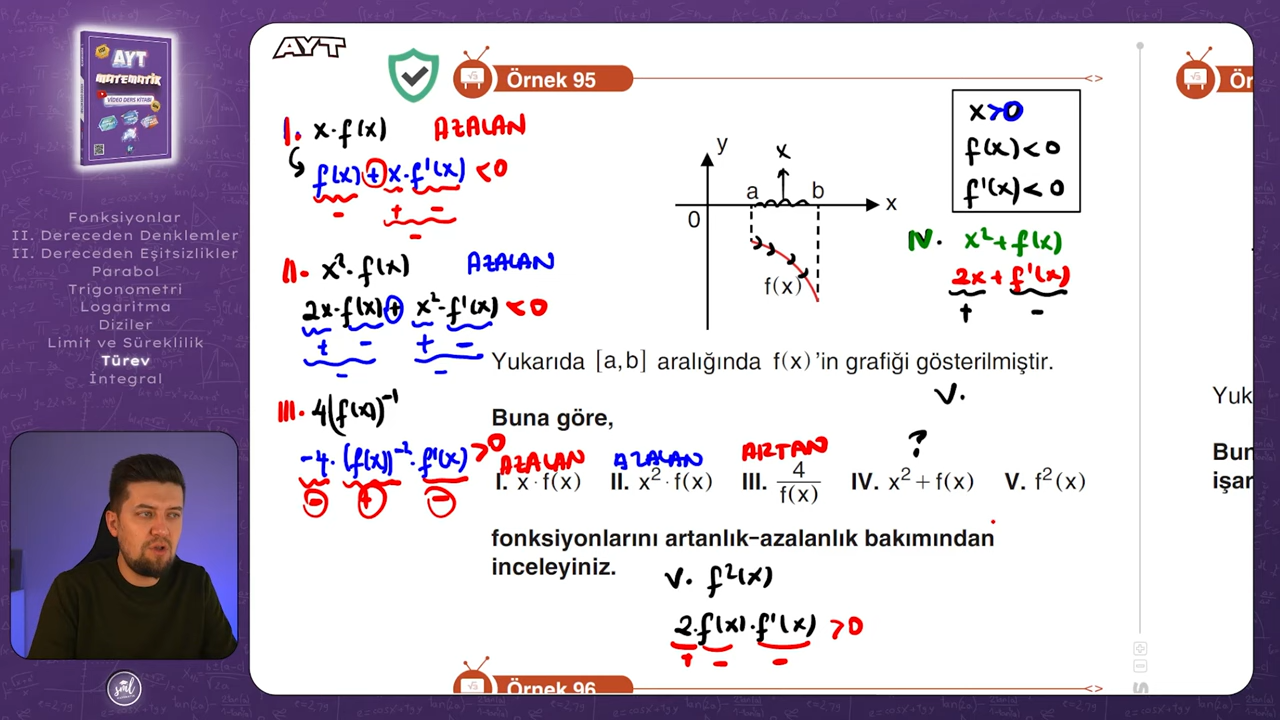 AYT
MATEMATİK
VİDEO DERS KİTABI
Fonksiyonlar
II. Dereceden Denklemler
II. Dereceden Eşitsizlikler
Parabol
Trigonometri
Logaritma
Diziler
Limit ve Süreklilik
Türev
İntegral
sml
AYT
Örnek 95
I. x·f(x) AZALAN
f(x) + x·f'(x) <0
- + -
-
II. x²·f(x) AZALAN
2x·f(x) + x²·f'(x) <0
+ - + -
- -
III. 4(f(x))⁻¹
-4·(f(x))⁻²·f'(x) >0
- + -
y
x
a b
0 x
f(x)
x>0
f(x)<0
f'(x)<0
IV. x²+f(x)
2x+f'(x)
+ -
Yukarıda [a,b] aralığında f(x)'in grafiği gösterilmiştir.
V.
Buna göre,
AZALAN AZALAN ARTAN ?
I. x·f(x) II. x²·f(x) III. 4/f(x) IV. x²+f(x) V. f²(x)
fonksiyonlarını artanlık-azalanlık bakımından
inceleyiniz.
V. f²(x)
2·f(x)·f'(x) >0
+ - -
Örnek 96
Ör
Yuk
Bun
işar